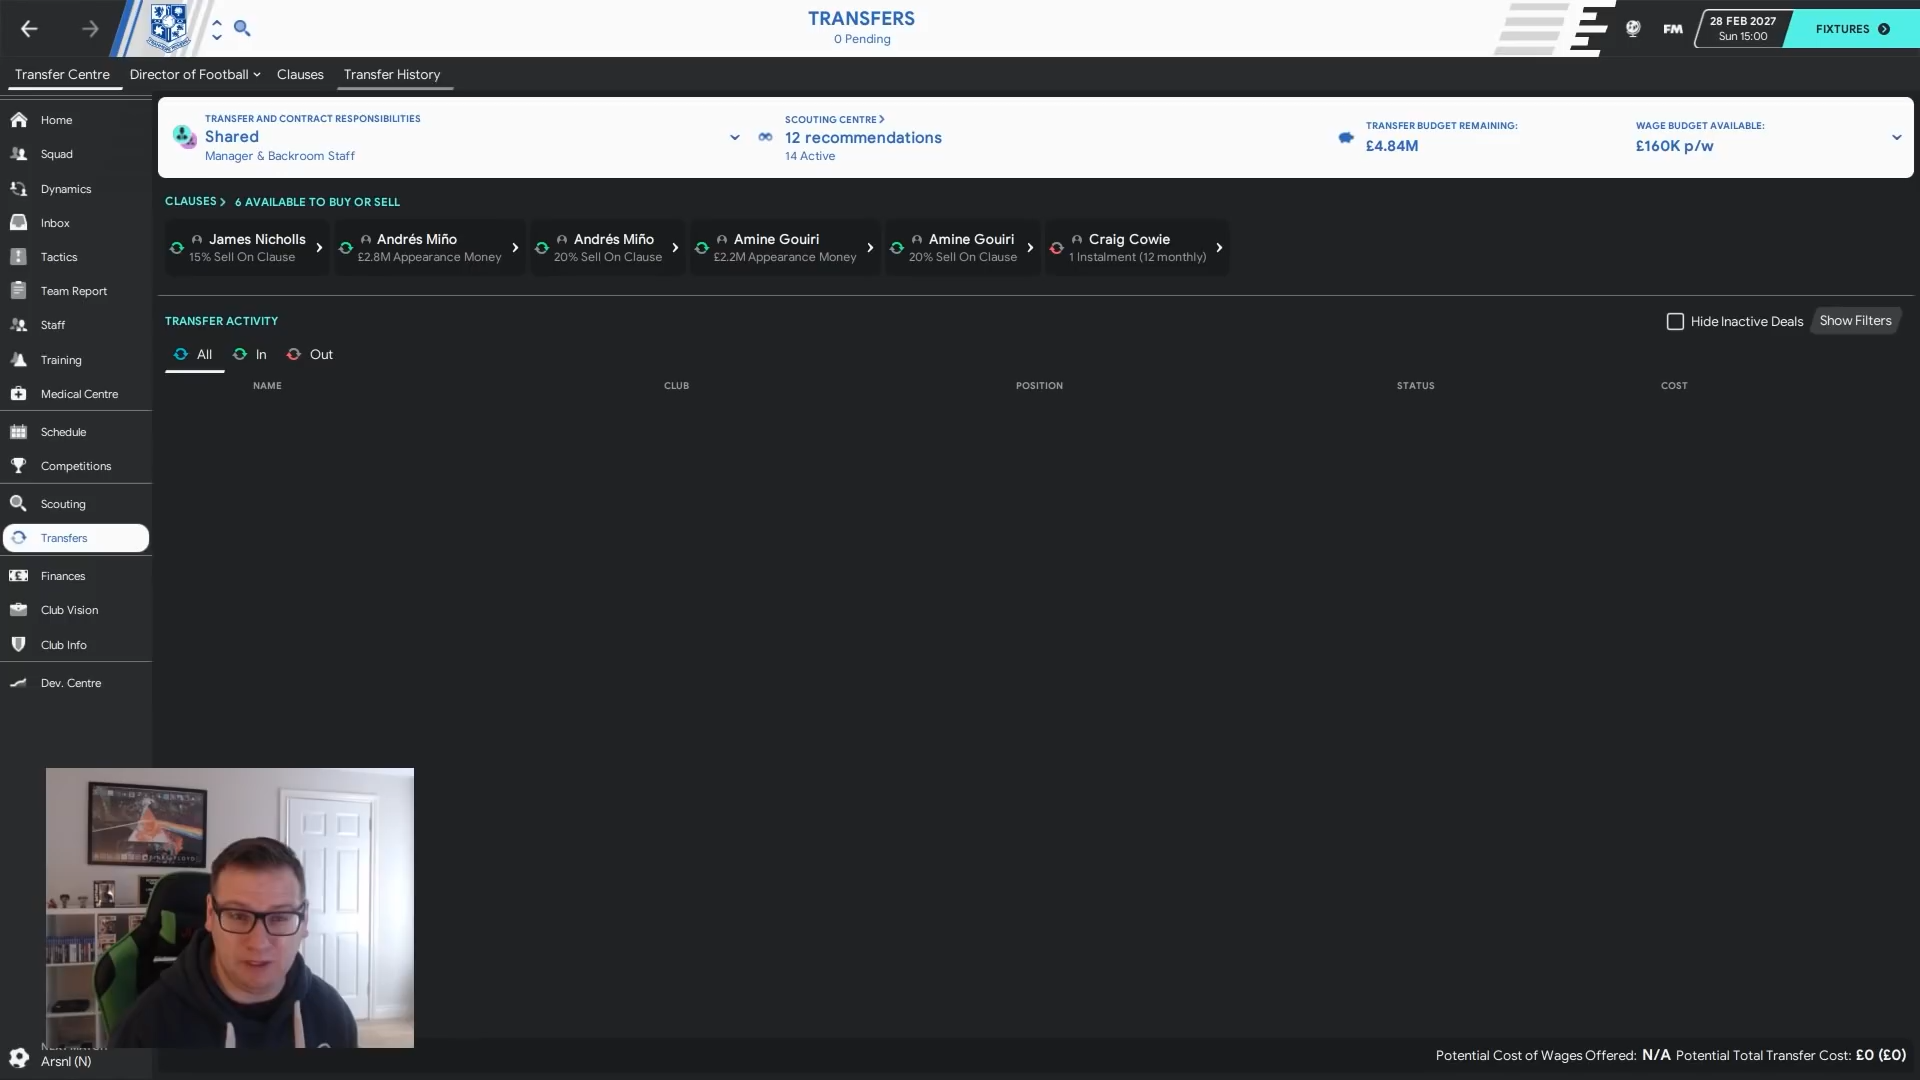 TRANSFERS
0 Pending
FM
28 FEB 2027
Sun 15:00
FIXTURES
Transfer Centre
Director of Football
Clauses
Transfer History
Home
Squad
Dynamics
Inbox
Tactics
Team Report
Staff
Training
Medical Centre
Schedule
Competitions
Scouting
Transfers
Finances
Club Vision
Club Info
Dev. Centre
TRANSFER AND CONTRACT RESPONSIBILITIES
Shared
Manager & Backroom Staff
SCOUTING CENTRE
12 recommendations
14 Active
TRANSFER BUDGET REMAINING:
£4.84M
WAGE BUDGET AVAILABLE:
£160K p/w
CLAUSES 6 AVAILABLE TO BUY OR SELL
James Nicholls
15% Sell On Clause
Andrés Miño
£2.8M Appearance Money
Andrés Miño
20% Sell On Clause
Amine Gouiri
£2.2M Appearance Money
Amine Gouiri
20% Sell On Clause
Craig Cowie
1 Instalment (12 monthly)
TRANSFER ACTIVITY
Hide Inactive Deals
Show Filters
All
In
Out
NAME
CLUB
POSITION
STATUS
COST
Arsnl (N)
Potential Cost of Wages Offered: N/A Potential Total Transfer Cost: £0 (£0)